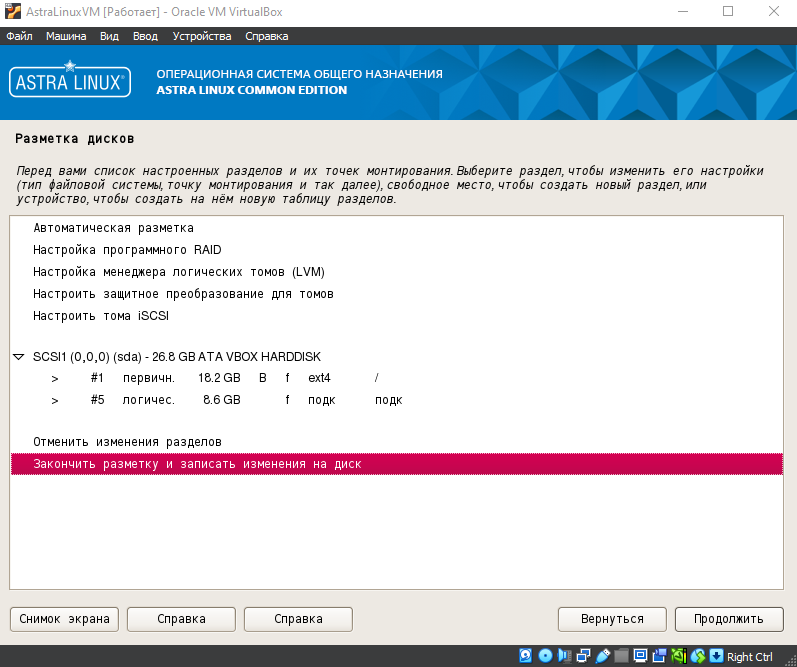 AstraLinuxVM [Работает] - Oracle VM VirtualBox
Файл Машина Вид Ввод Устройства Справка
ASTRA LINUX®
ОПЕРАЦИОННАЯ СИСТЕМА ОБЩЕГО НАЗНАЧЕНИЯ
ASTRA LINUX COMMON EDITION
Разметка дисков
Перед вами список настроенных разделов и их точек монтирования. Выберите раздел, чтобы изменить его настройки
(тип файловой системы, точку монтирования и так далее), свободное место, чтобы создать новый раздел, или
устройство, чтобы создать на нём новую таблицу разделов.
Автоматическая разметка
Настройка программного RAID
Настройка менеджера логических томов (LVM)
Настроить защитное преобразование для томов
Настроить тома iSCSI
SCSI1 (0,0,0) (sda) - 26.8 GB ATA VBOX HARDDISK
> #1 первичн. 18.2 GB B f ext4 /
> #5 логичес. 8.6 GB f подк подк
Отменить изменения разделов
Закончить разметку и записать изменения на диск
Снимок экрана Справка Справка Вернуться Продолжить
Right Ctrl